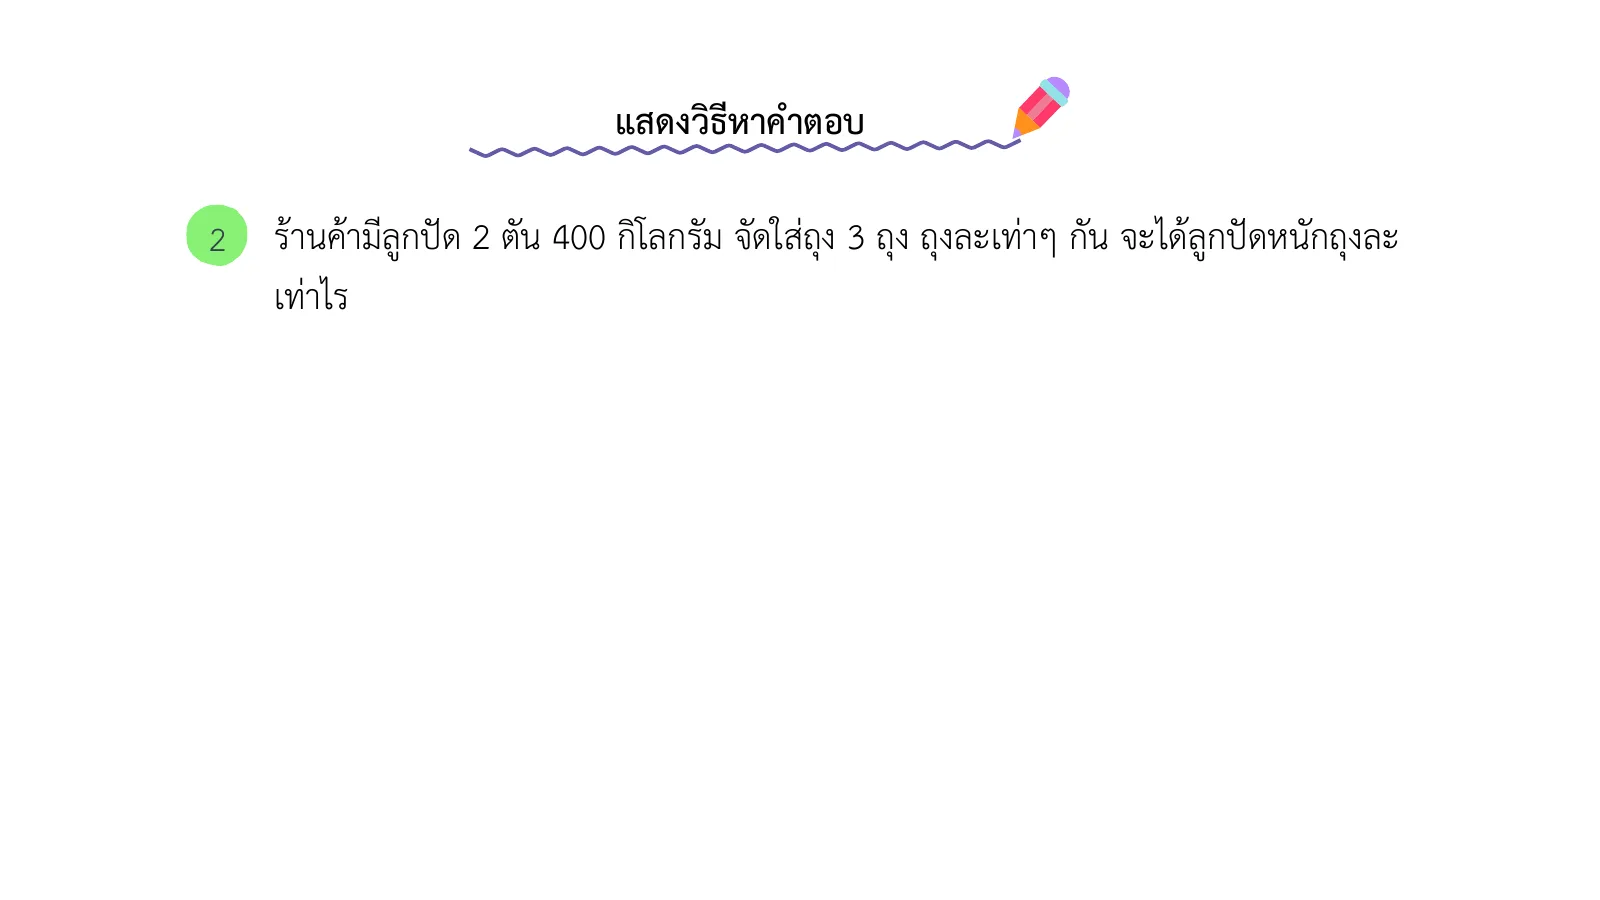 แสดงวิธีหาคำตอบ
2 ร้านค้ามีลูกปัด 2 ตัน 400 กิโลกรัม จัดใส่ถุง 3 ถุง ถุงละเท่าๆ กัน จะได้ลูกปัดหนักถุงละ
เท่าไร